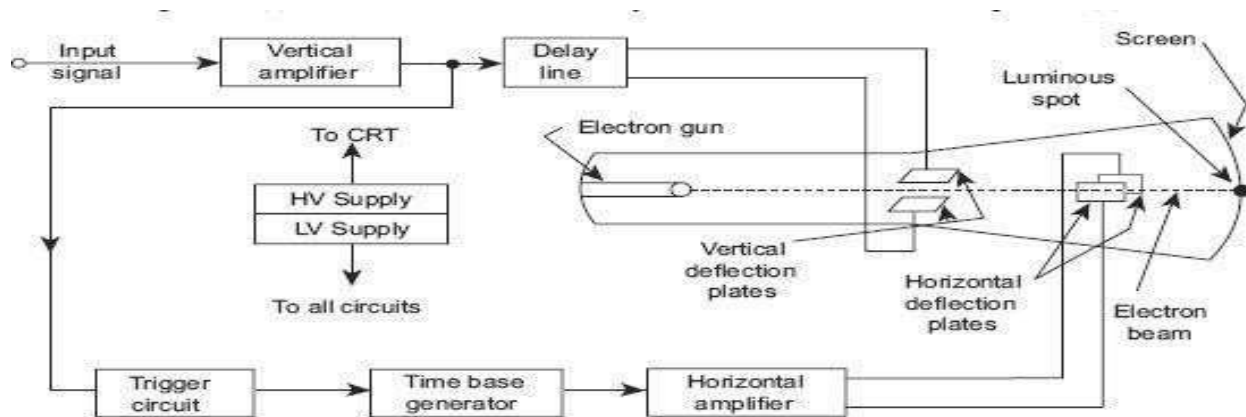 Input
signal
Vertical
amplifier
Delay
line
Screen
Luminous
spot
Electron gun
To CRT
HV Supply
LV Supply
To all circuits
Vertical
deflection
plates
Horizontal
deflection
plates
Electron
beam
Trigger
circuit
Time base
generator
Horizontal
amplifier